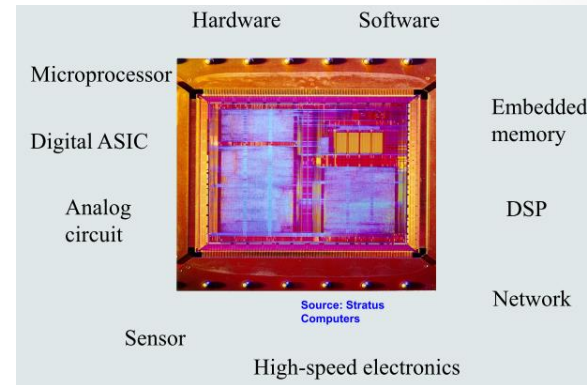 Hardware
Software
Microprocessor
Embedded
memory
Digital ASIC
Analog
circuit
DSP
Source: Stratus
Computers
Network
Sensor
High-speed electronics